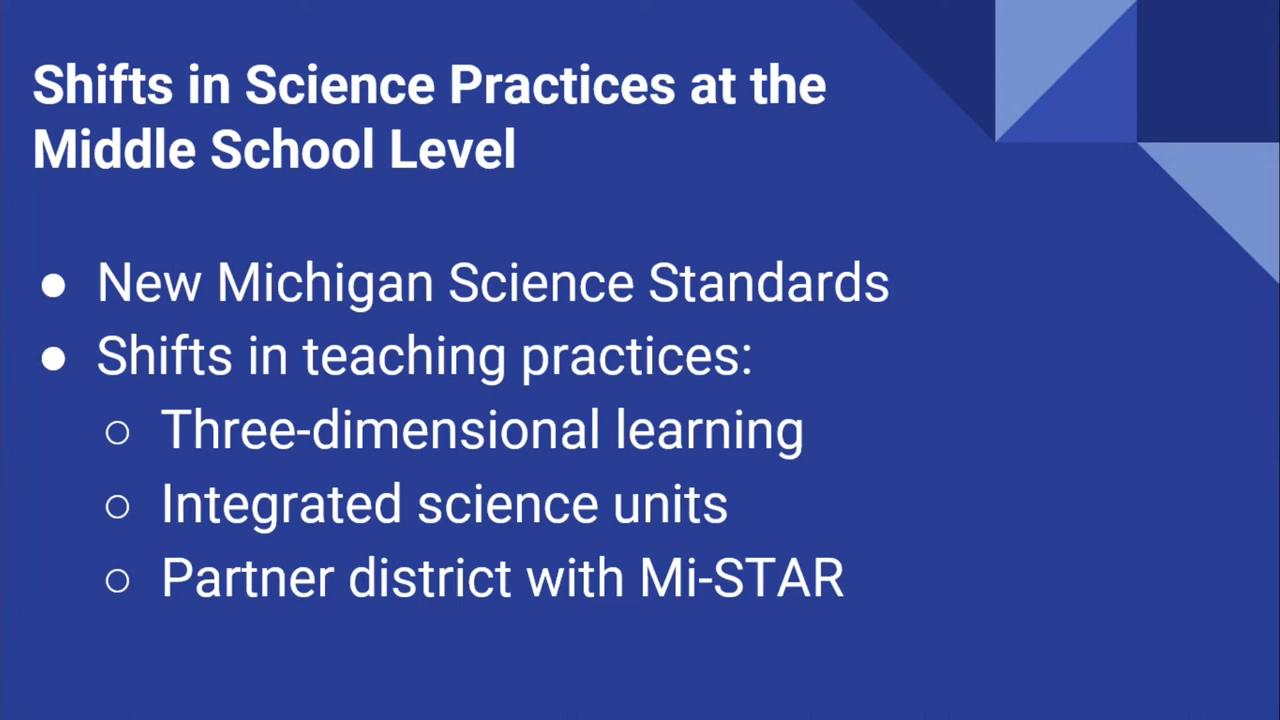 Shifts in Science Practices at the
Middle School Level
● New Michigan Science Standards
● Shifts in teaching practices:
○ Three-dimensional learning
○ Integrated science units
○ Partner district with Mi-STAR